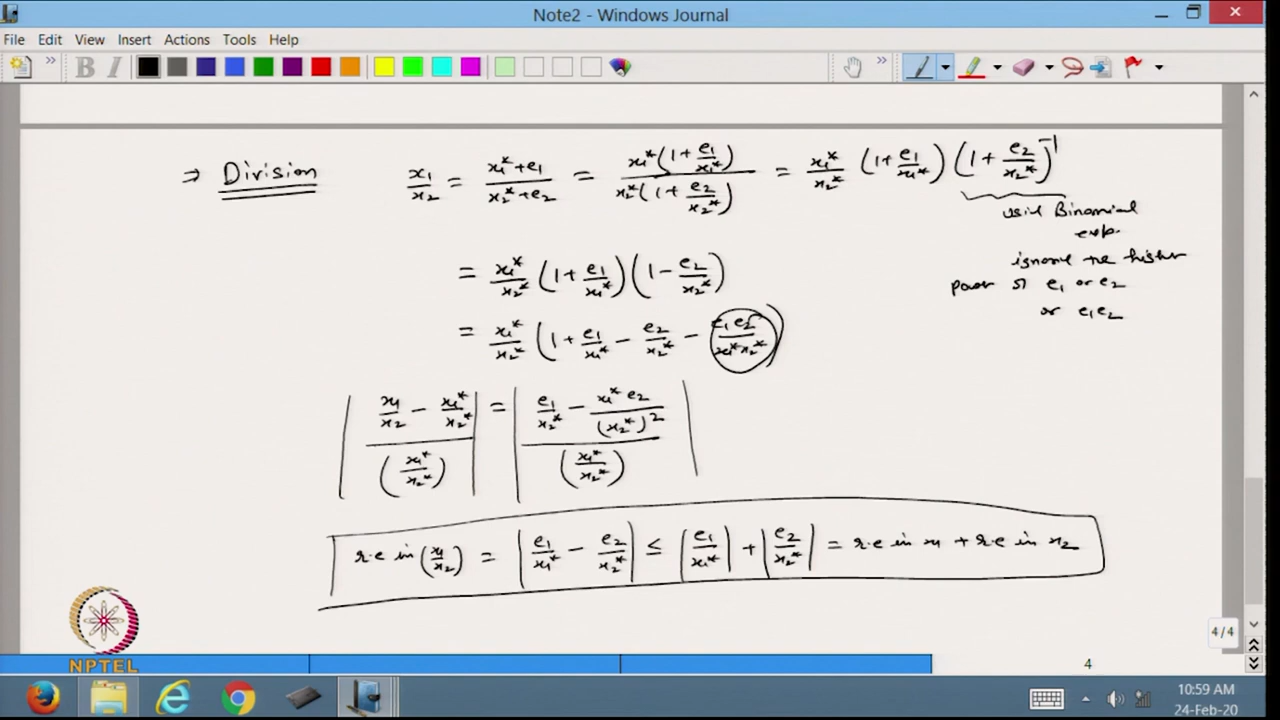 Note2 - Windows Journal
File Edit View Insert Actions Tools Help
⇒ Division x₁/x₂ = (x₁* + e₁)/(x₂* + e₂) = x₁*(1 + e₁/x₁*)/x₂*(1 + e₂/x₂*) = x₁*/x₂* (1 + e₁/x₁*) (1 + e₂/x₂*)⁻¹
using Binomial
exp.
= x₁*/x₂* (1 + e₁/x₁*) (1 - e₂/x₂*)
ignore the higher
power of e₁ or e₂
or e₁e₂
= x₁*/x₂* (1 + e₁/x₁* - e₂/x₂* - e₁e₂/x₁*x₂*)
|(x₁/x₂ - x₁*/x₂*)/(x₁*/x₂*)| = |(e₁/x₂* - x₁*e₂/(x₂*)²)/(x₁*/x₂*)|
r.e in (x₁/x₂) = |e₁/x₁* - e₂/x₂*| ≤ |e₁/x₁*| + |e₂/x₂*| = r.e in x₁ + r.e in x₂
NPTEL
4/4
4
10:59 AM
24-Feb-20